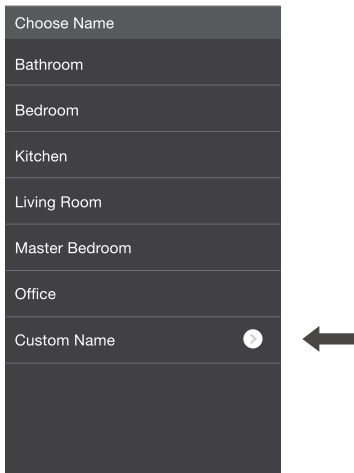 Choose Name
Bathroom
Bedroom
Kitchen
Living Room
Master Bedroom
Office
Custom Name